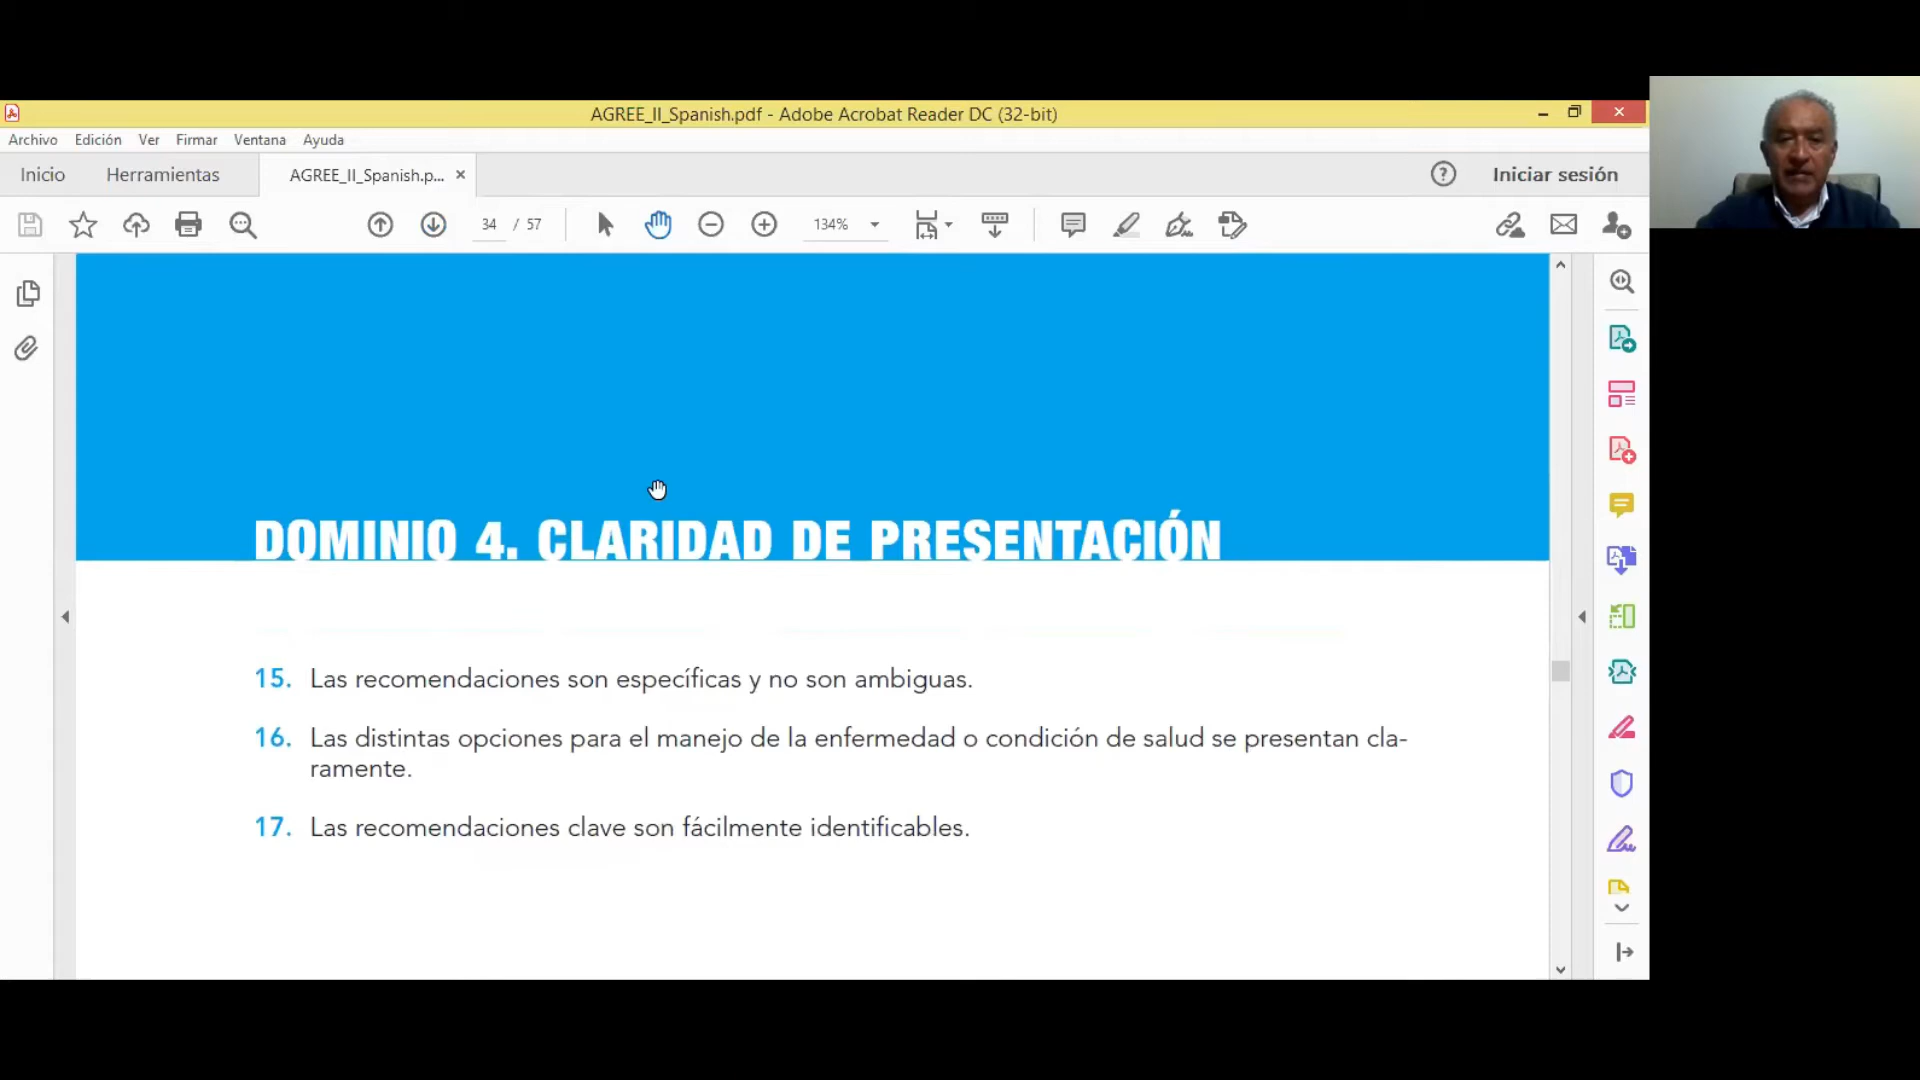 AGREE_II_Spanish.pdf - Adobe Acrobat Reader DC (32-bit)
Archivo Edición Ver Firmar Ventana Ayuda
Inicio Herramientas AGREE_II_Spanish.p... Iniciar sesión
34 / 57 134%
DOMINIO 4. CLARIDAD DE PRESENTACIÓN
15. Las recomendaciones son específicas y no son ambiguas.
16. Las distintas opciones para el manejo de la enfermedad o condición de salud se presentan cla-
ramente.
17. Las recomendaciones clave son fácilmente identificables.